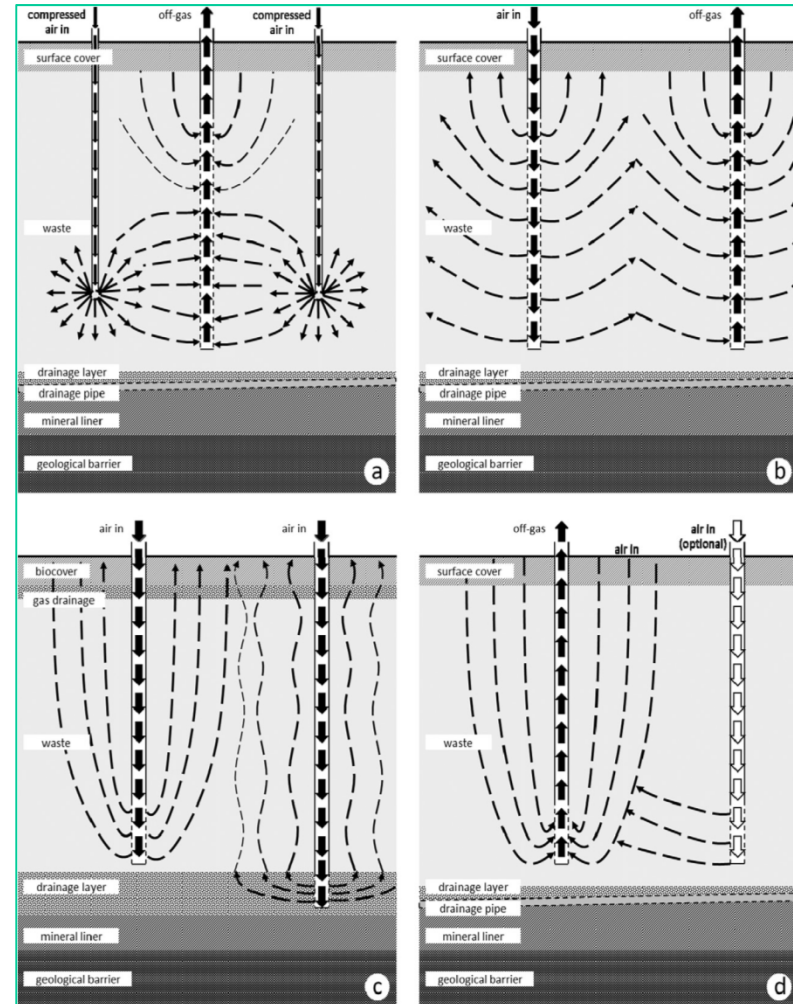 compressed
air in
off-gas
compressed
air in
surface cover
waste
drainage layer
drainage pipe
mineral liner
geological barrier
a
air in
off-gas
surface cover
waste
drainage layer
drainage pipe
mineral liner
geological barrier
b
air in
air in
biocover
gas drainage
waste
drainage layer
mineral liner
geological barrier
c
off-gas
air in
air in
(optional)
surface cover
waste
drainage layer
drainage pipe
mineral liner
geological barrier
d